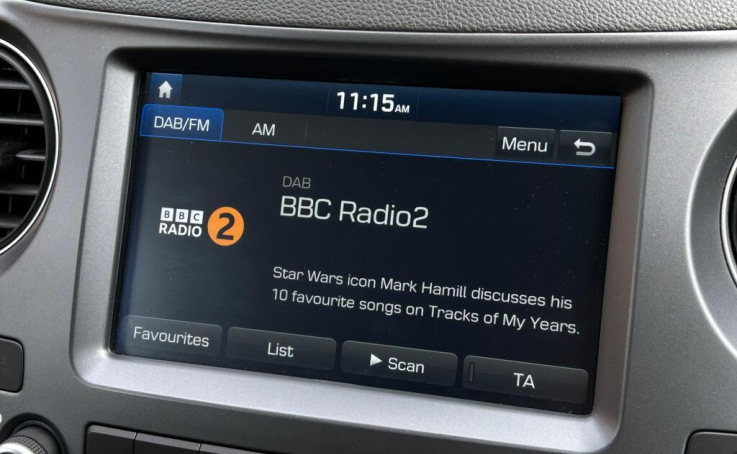 11:15AM
DAB/FM
AM
Menu
DAB
BBC Radio2
BBC
RADIO 2
Star Wars icon Mark Hamill discusses his
10 favourite songs on Tracks of My Years.
Favourites
List
Scan
TA